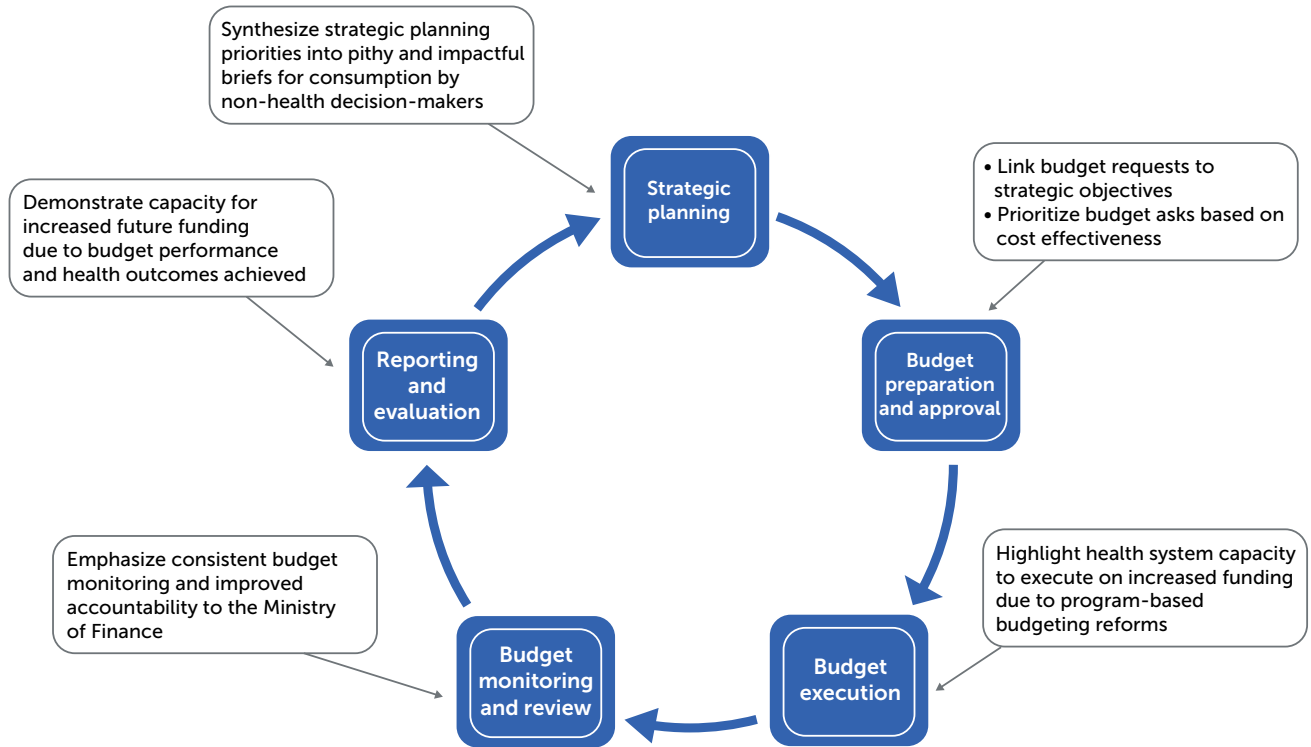 Synthesize strategic planning
priorities into pithy and impactful
briefs for consumption by
non-health decision-makers
Strategic
planning
• Link budget requests to
strategic objectives
• Prioritize budget asks based on
cost effectiveness
Demonstrate capacity for
increased future funding
due to budget performance
and health outcomes achieved
Reporting
and
evaluation
Budget
preparation
and approval
Emphasize consistent budget
monitoring and improved
accountability to the Ministry
of Finance
Highlight health system capacity
to execute on increased funding
due to program-based
budgeting reforms
Budget
monitoring
and review
Budget
execution